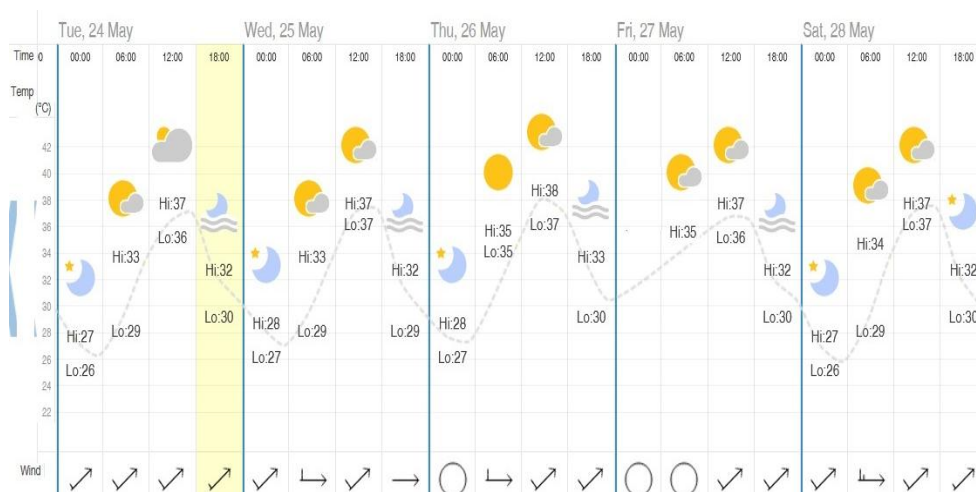 Tue, 24 May Wed, 25 May Thu, 26 May Fri, 27 May Sat, 28 May
Time 0 00:00 06:00 12:00 18:00 00:00 06:00 12:00 18:00 00:00 06:00 12:00 18:00 00:00 06:00 12:00 18:00 00:00 06:00 12:00 18:00
Temp
(°C)
42
40
38
36
34
32
30
28
26
24
22
Hi:27
Lo:26
Hi:33
Lo:29
Hi:37
Lo:36
Hi:32
Lo:30
Hi:28
Lo:27
Hi:33
Lo:29
Hi:37
Lo:37
Hi:32
Lo:29
Hi:28
Lo:27
Hi:35
Lo:35
Hi:38
Lo:37
Hi:33
Lo:30
Hi:35
Hi:37
Lo:36
Hi:32
Lo:30
Hi:27
Lo:26
Hi:34
Lo:29
Hi:37
Lo:37
Hi:32
Lo:30
Wind